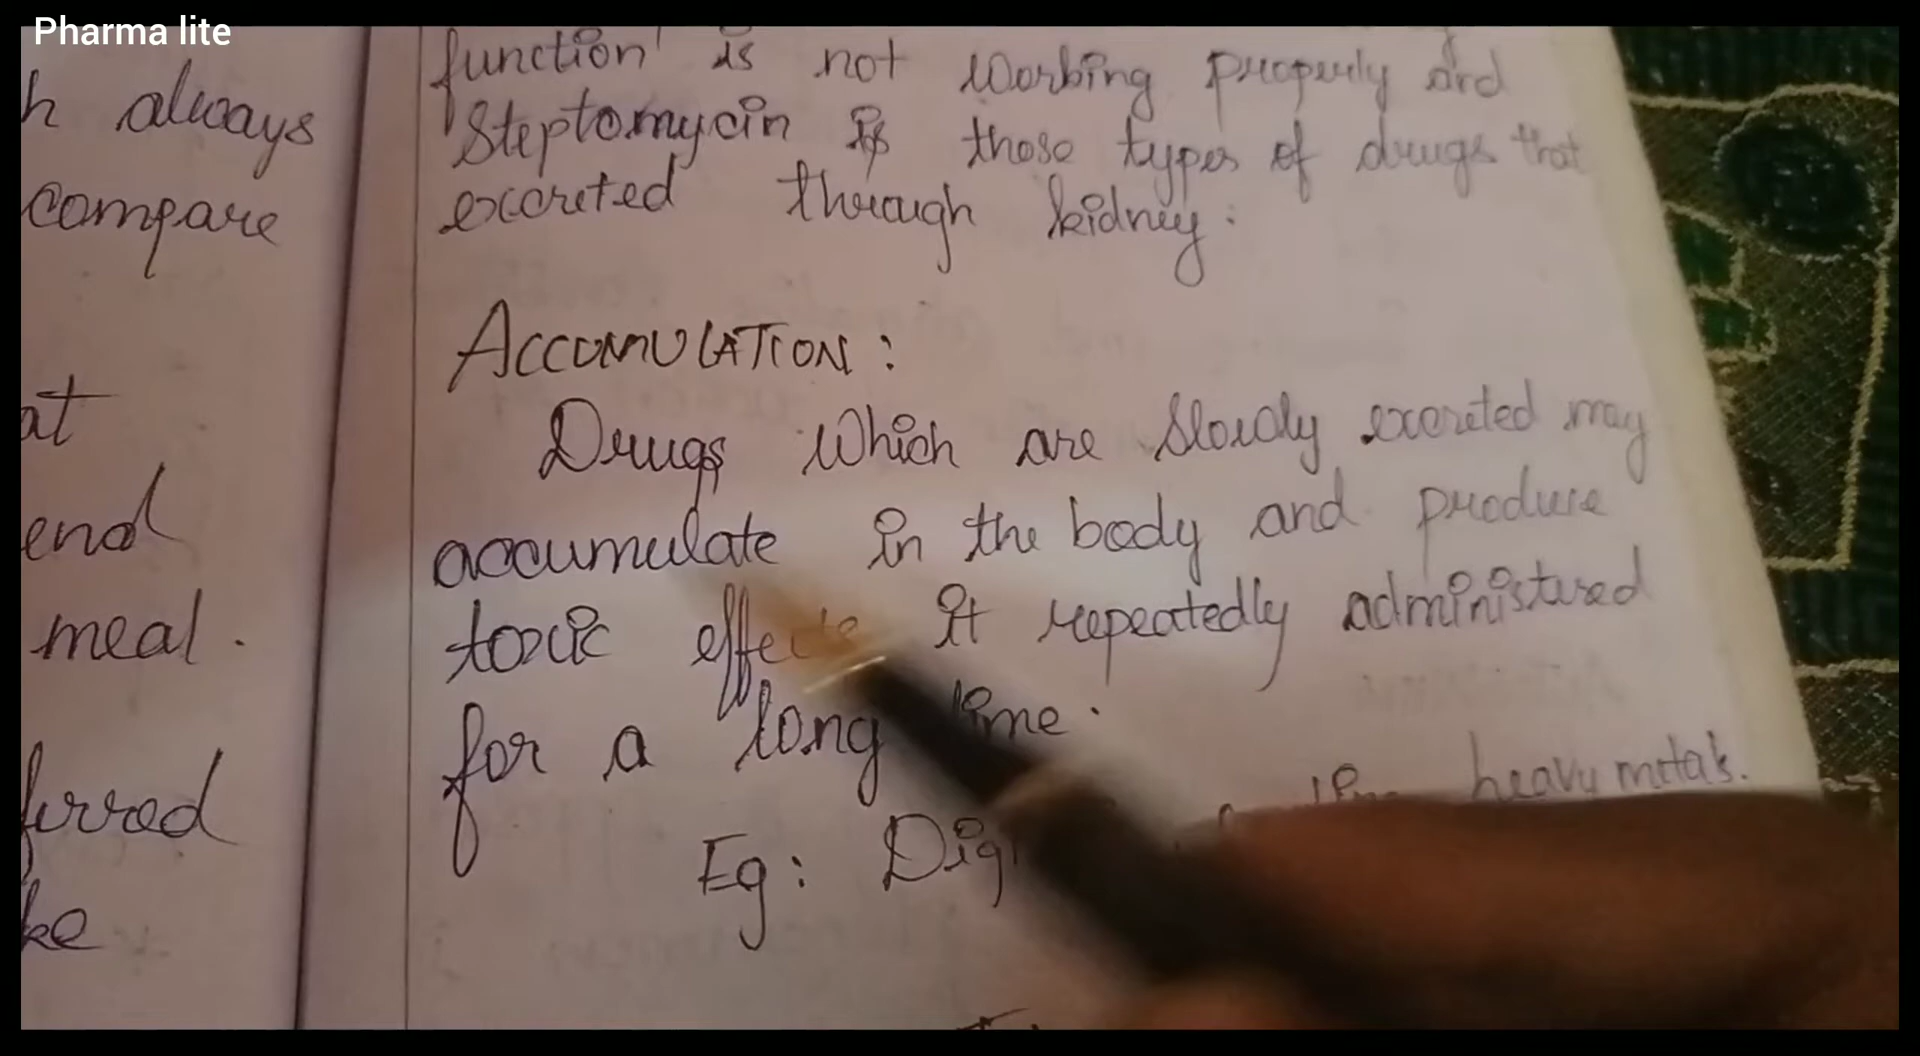 Pharma lite
h always
compare
at
end
meal.
ferred
ke
function is not working properly and
Steptomycin is those types of drugs that
excreted through kidney.
ACCUMULATION:
Drugs which are slowly excreted may
accumulate in the body and produce
toxic effects it repeatedly administered
for a long time.
Eg: Dig heavy metals.